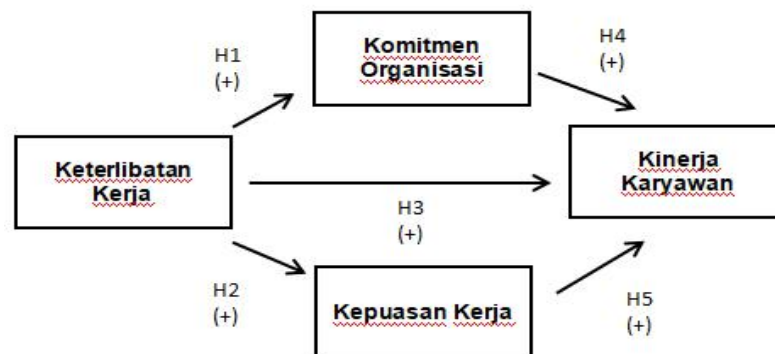 H1
(+)
Komitmen
Organisasi
H4
(+)
Keterlibatan
Kerja
Kinerja
Karyawan
H3
(+)
H2
(+)
Kepuasan Kerja
H5
(+)